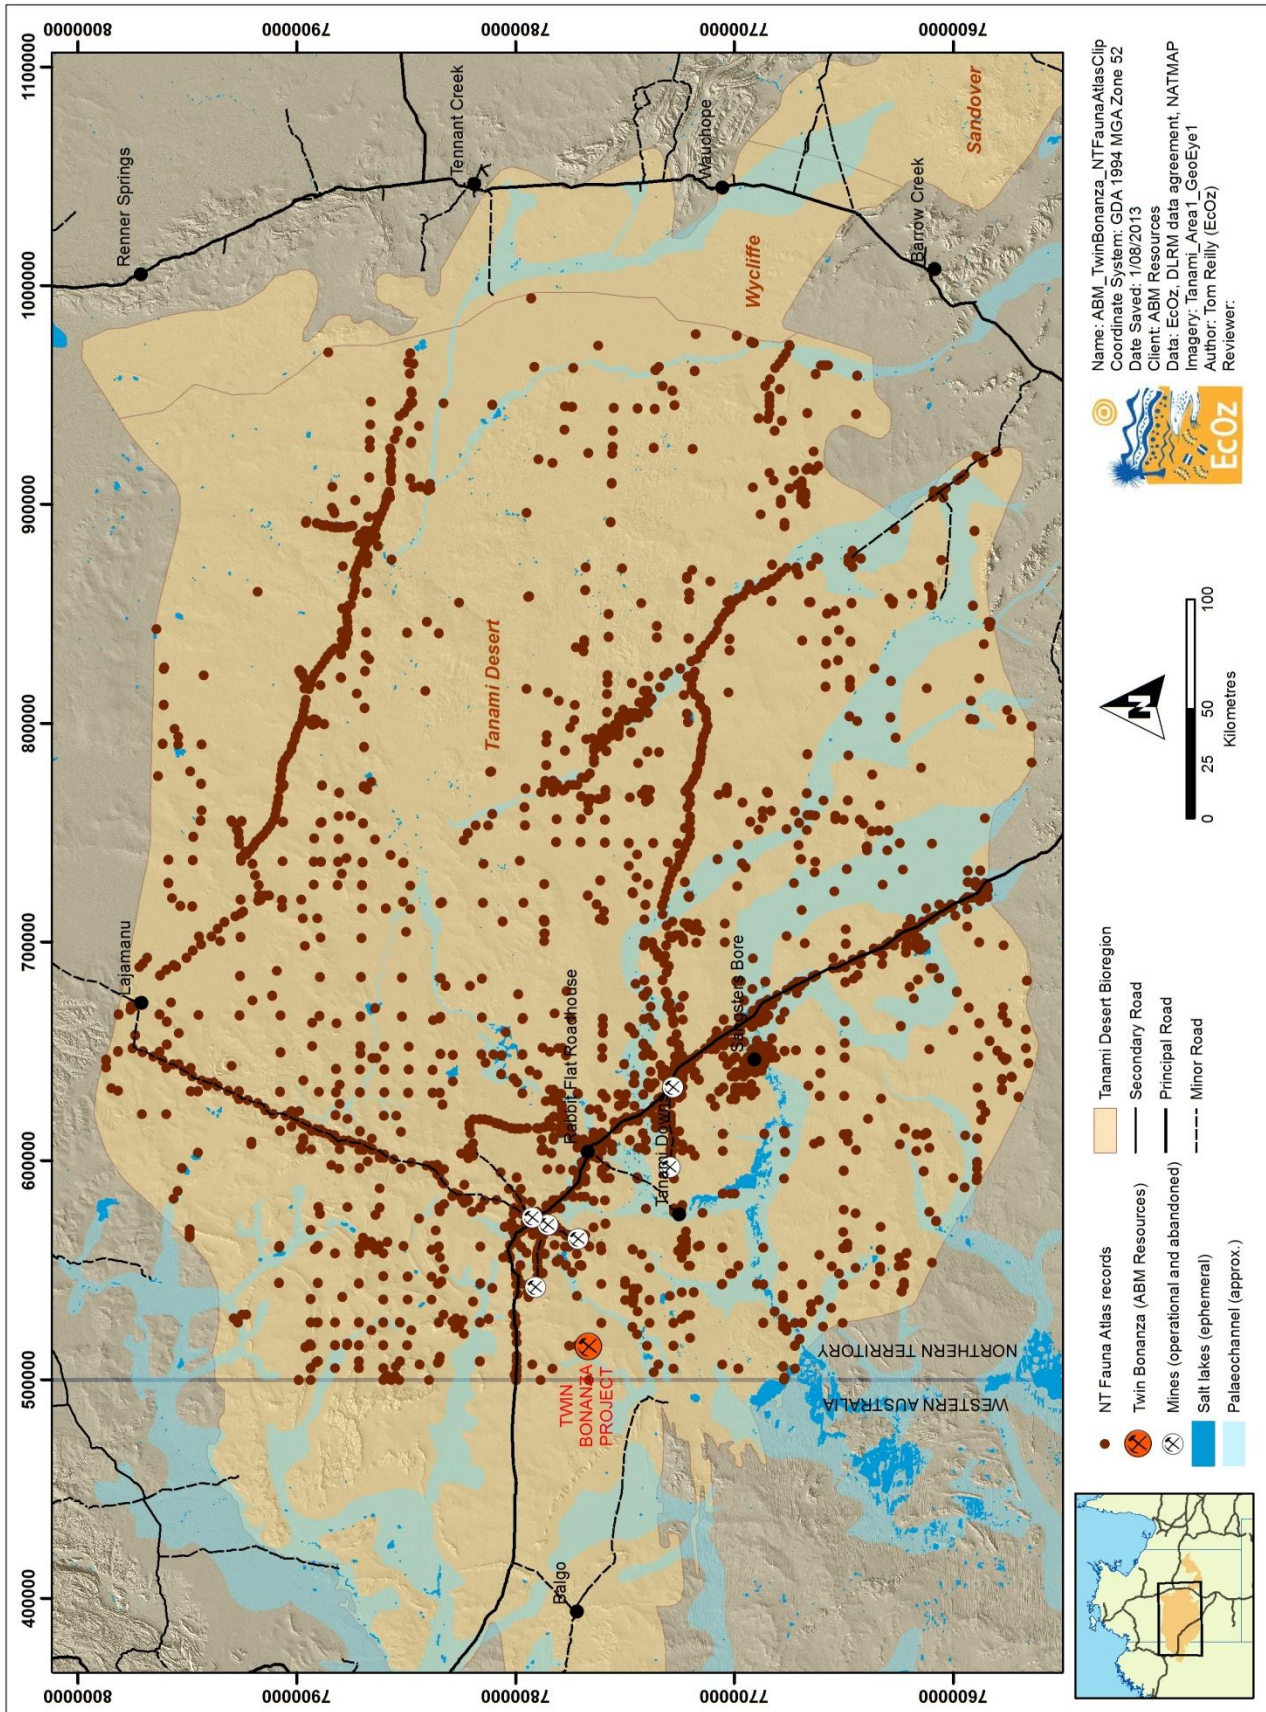 400000
500000
600000
700000
800000
900000
1000000
1100000
8000000
7900000
7800000
7700000
7600000
8000000
7900000
7800000
7700000
7600000
Lajamanu
Renner Springs
Tennant Creek
Wauchope
Barrow Creek
Tanami Desert
Wycliffe
Sandover
Rabbit Flat Roadhouse
Sangsters Bore
Tanami Downs
Balgo
TWIN
BONANZA
PROJECT
WESTERN AUSTRALIA
NORTHERN TERRITORY
NT Fauna Atlas records
Twin Bonanza (ABM Resources)
Mines (operational and abandoned)
Salt lakes (ephemeral)
Palaeochannel (approx.)
Tanami Desert Bioregion
Secondary Road
Principal Road
Minor Road
N
0 25 50 100
Kilometres
EcOz
Name: ABM_TwinBonanza_NTFaunaAtlasClip
Coordinate System: GDA 1994 MGA Zone 52
Date Saved: 1/08/2013
Client: ABM Resources
Data: EcOz, DLRM data agreement, NATMAP
Imagery: Tanami_Area1_GeoEye1
Author: Tom Reilly (EcOz)
Reviewer: